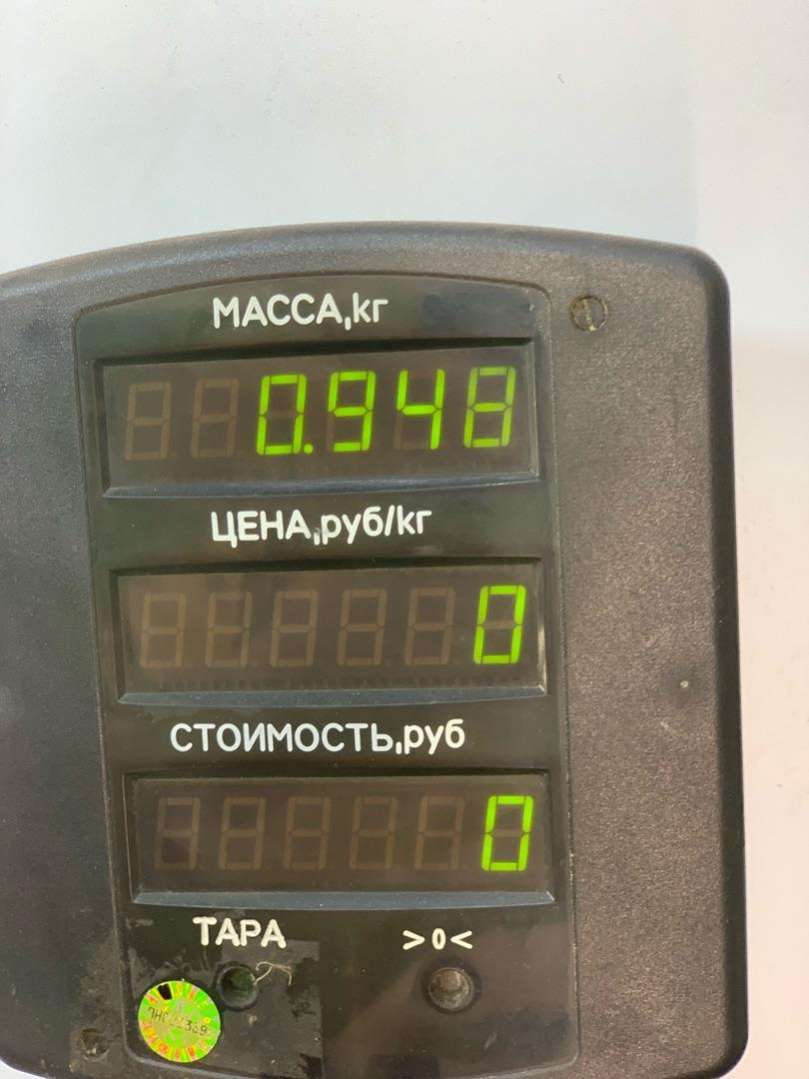 МАССА,кг
0.948
ЦЕНА,руб/кг
0
СТОИМОСТЬ,руб
0
ТАРА >0<